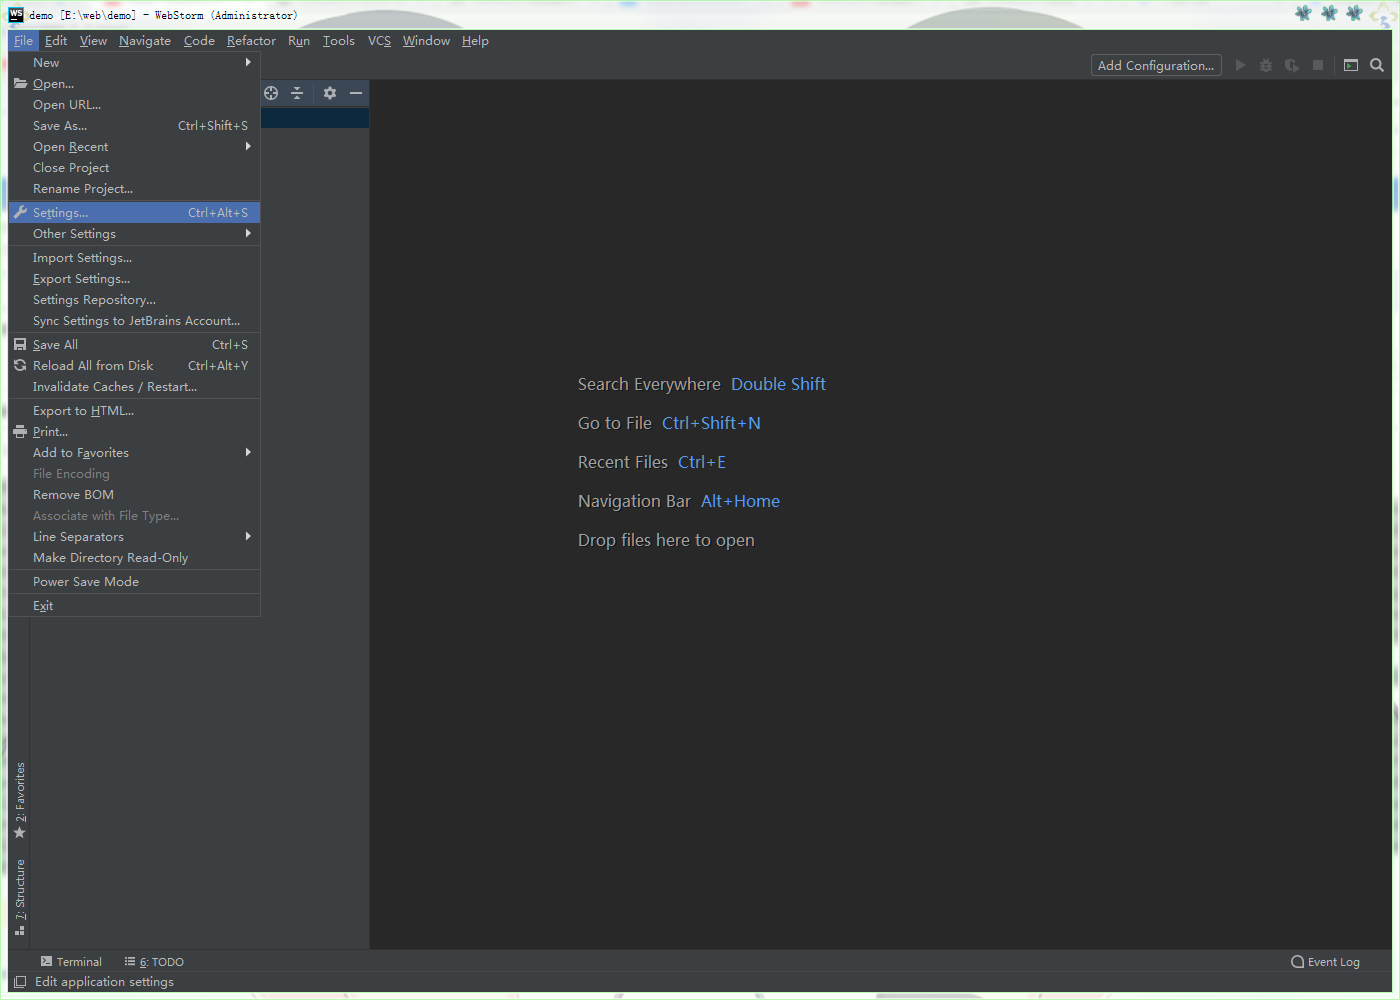 WS demo [E:\web\demo] - WebStorm (Administrator)
File Edit View Navigate Code Refactor Run Tools VCS Window Help
Add Configuration...
New
Open...
Open URL...
Save As... Ctrl+Shift+S
Open Recent
Close Project
Rename Project...
Settings... Ctrl+Alt+S
Other Settings
Import Settings...
Export Settings...
Settings Repository...
Sync Settings to JetBrains Account...
Save All Ctrl+S
Reload All from Disk Ctrl+Alt+Y
Invalidate Caches / Restart...
Export to HTML...
Print...
Add to Favorites
File Encoding
Remove BOM
Associate with File Type...
Line Separators
Make Directory Read-Only
Power Save Mode
Exit
Search Everywhere Double Shift
Go to File Ctrl+Shift+N
Recent Files Ctrl+E
Navigation Bar Alt+Home
Drop files here to open
2: Favorites
7: Structure
Terminal 6: TODO Event Log
Edit application settings